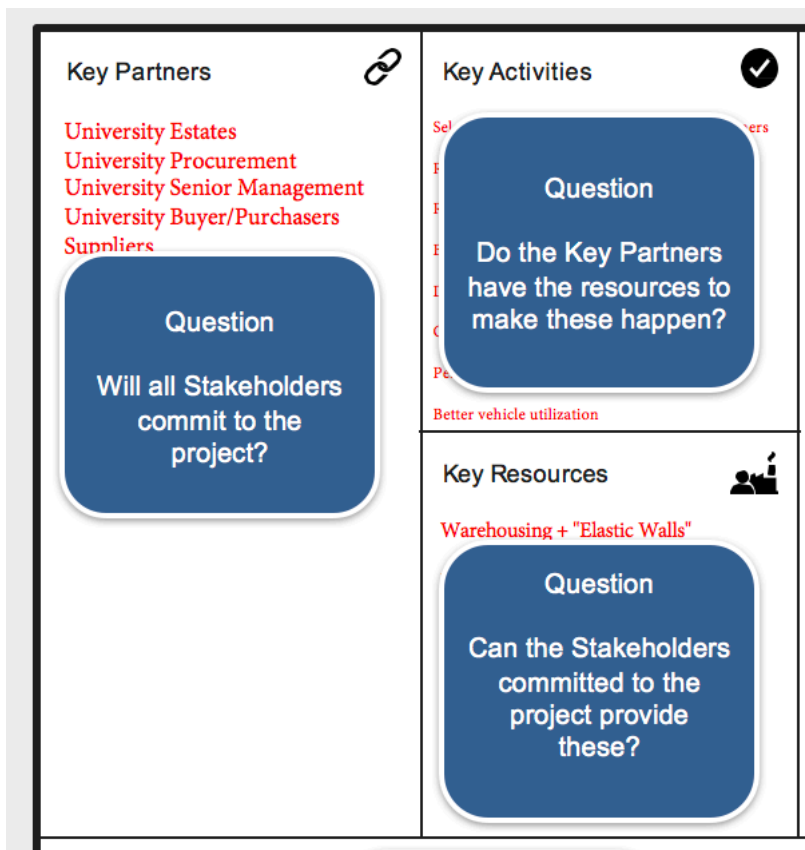 Key Partners
University Estates
University Procurement
University Senior Management
University Buyer/Purchasers
Suppliers
Question
Will all Stakeholders
commit to the
project?
Key Activities
Question
Do the Key Partners
have the resources to
make these happen?
Better vehicle utilization
Key Resources
Warehousing + "Elastic Walls"
Question
Can the Stakeholders
committed to the
project provide
these?